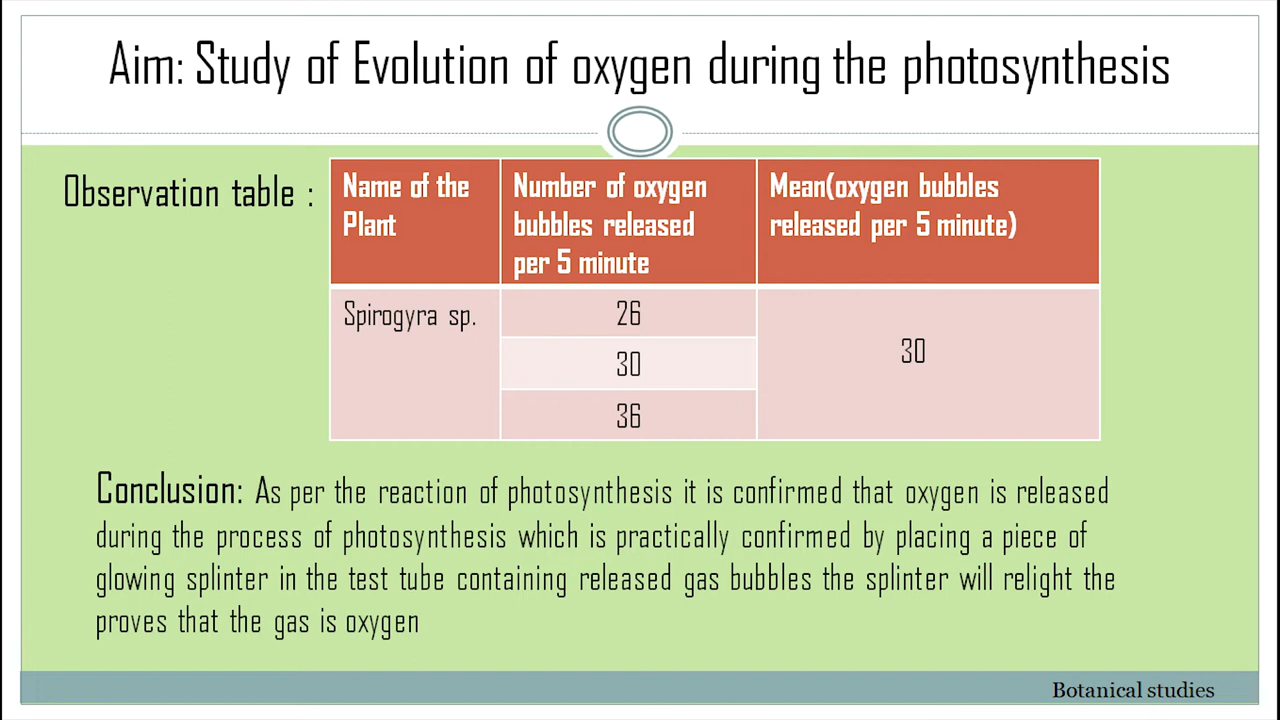 Aim: Study of Evolution of oxygen during the photosynthesis
Observation table :
Name of the
Plant
Number of oxygen
bubbles released
per 5 minute
Mean(oxygen bubbles
released per 5 minute)
Spirogyra sp.
26
30
36
30
Conclusion: As per the reaction of photosynthesis it is confirmed that oxygen is released
during the process of photosynthesis which is practically confirmed by placing a piece of
glowing splinter in the test tube containing released gas bubbles the splinter will relight the
proves that the gas is oxygen
Botanical studies